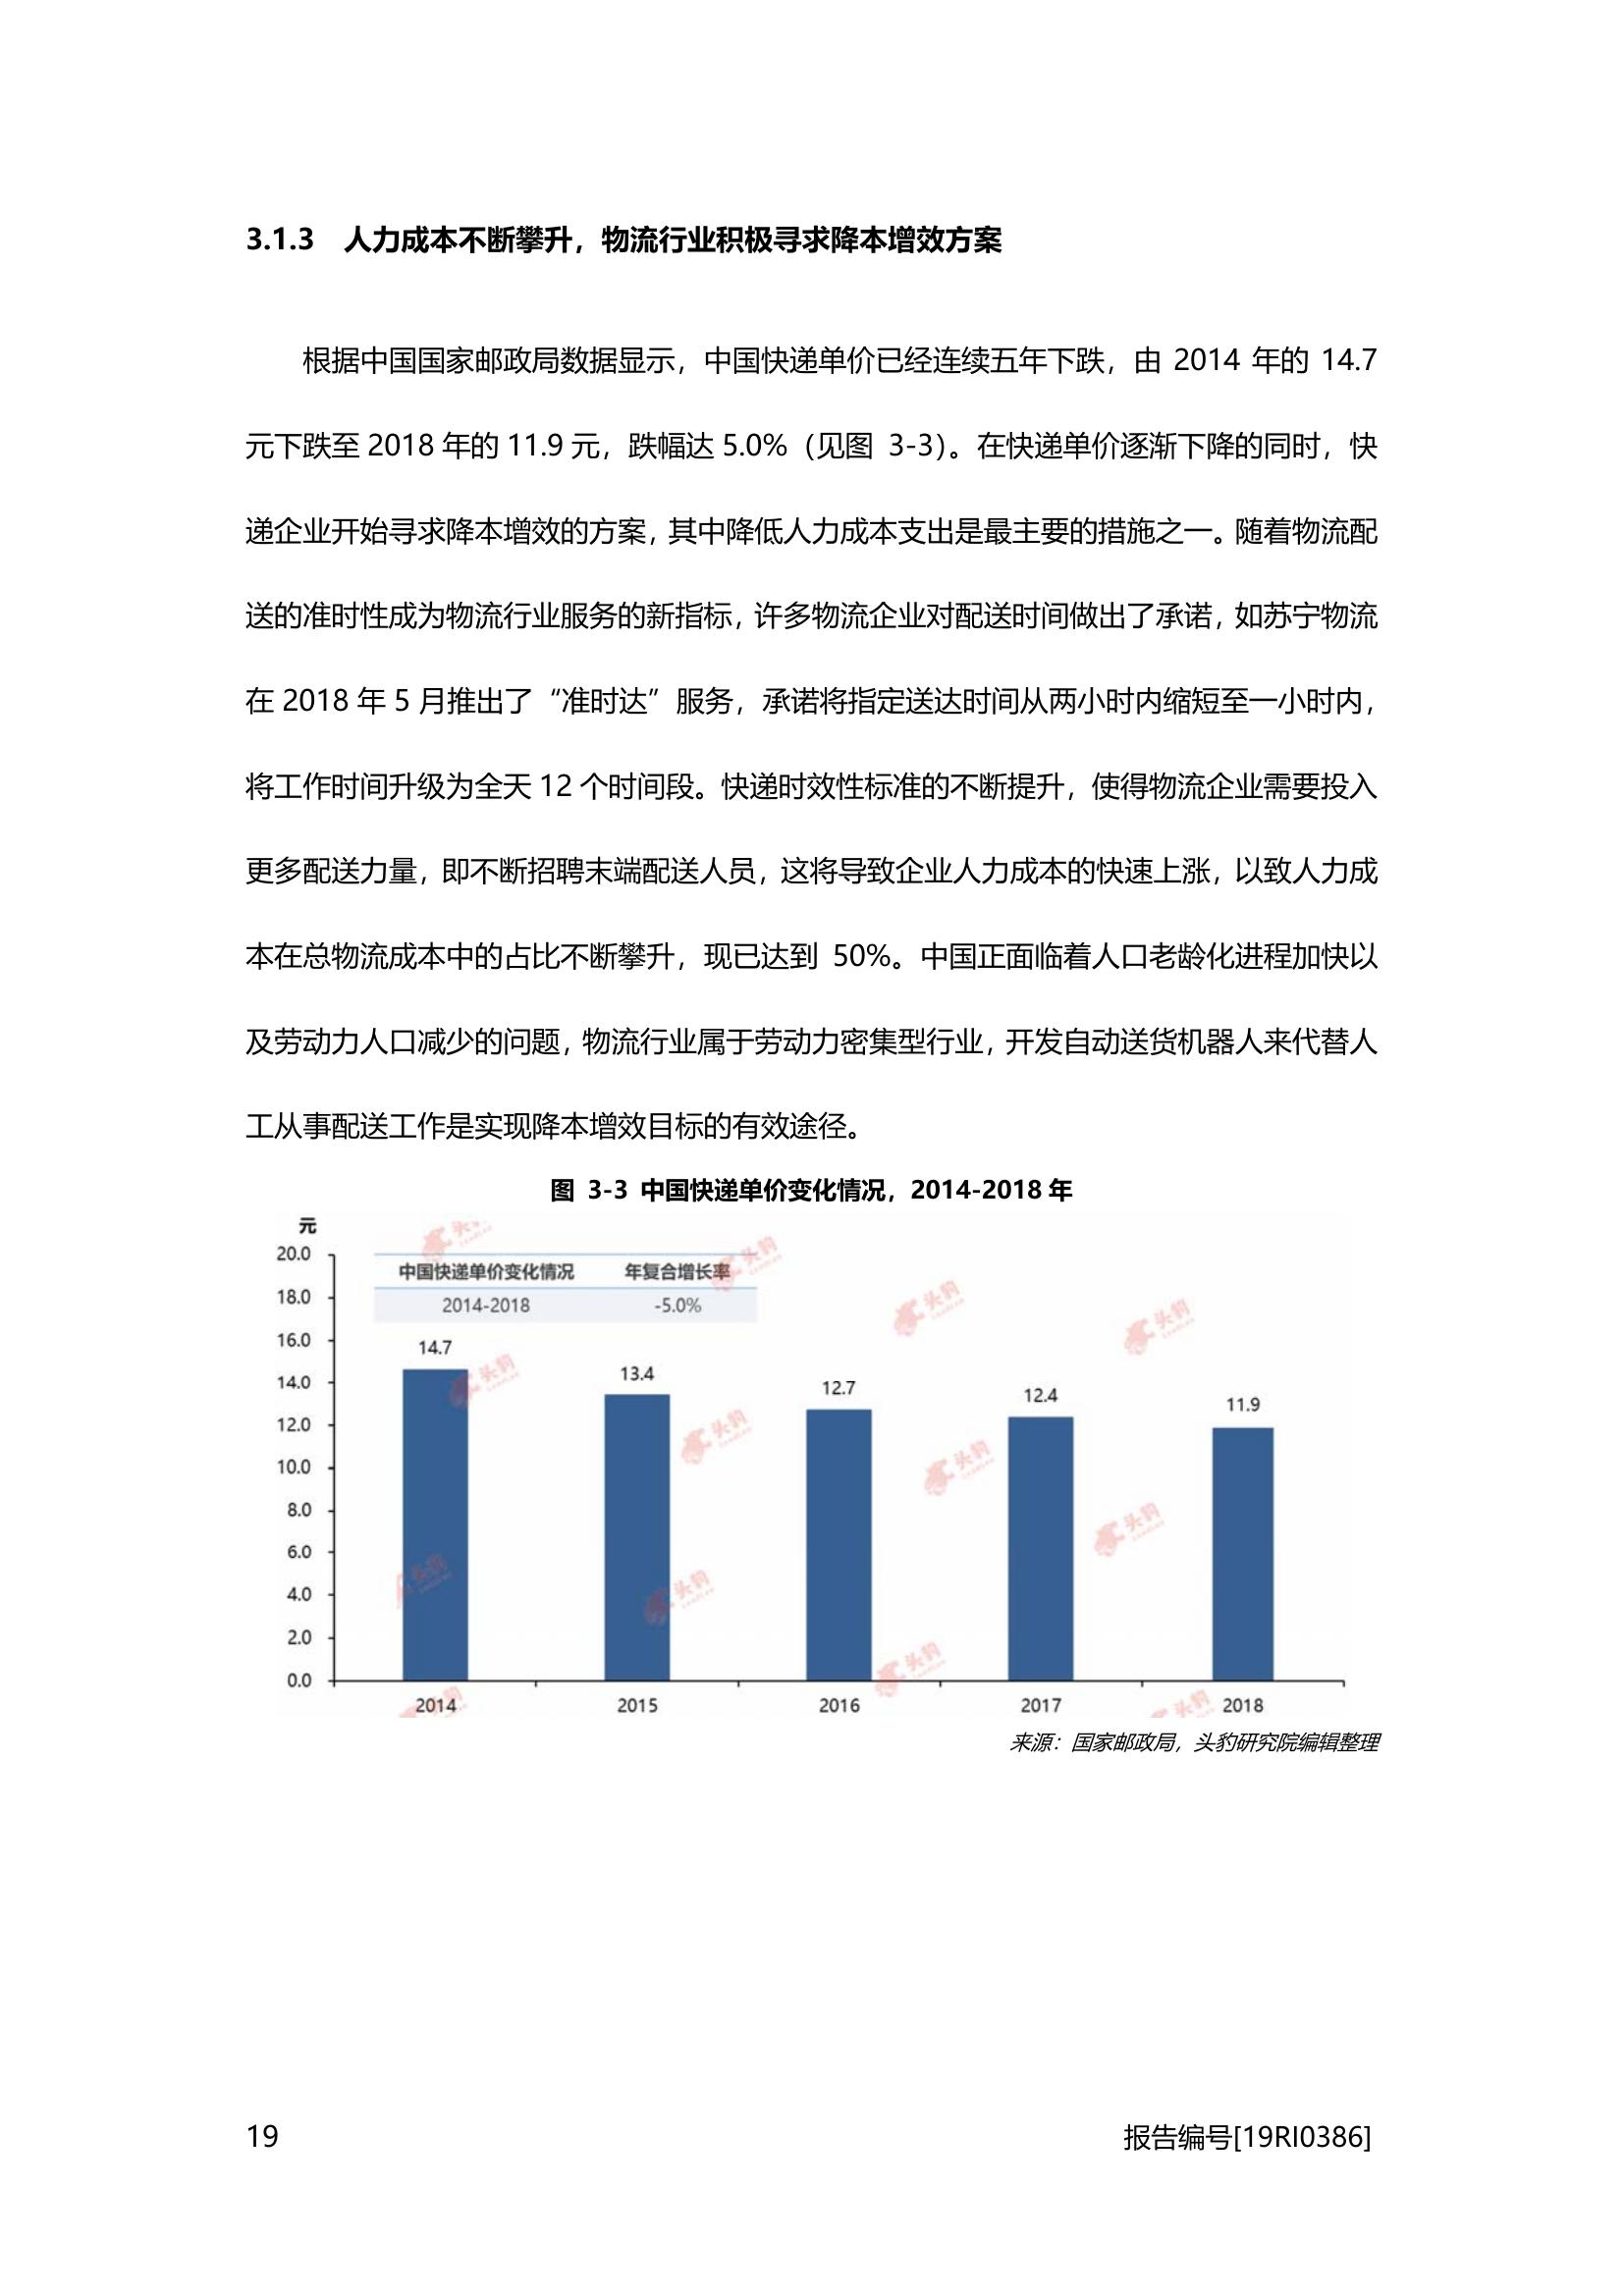 3.1.3 人力成本不断攀升，物流行业积极寻求降本增效方案
根据中国国家邮政局数据显示，中国快递单价已经连续五年下跌，由 2014 年的 14.7
元下跌至 2018 年的 11.9 元，跌幅达 5.0%（见图 3-3）。在快递单价逐渐下降的同时，快
递企业开始寻求降本增效的方案，其中降低人力成本支出是最主要的措施之一。随着物流配
送的准时性成为物流行业服务的新指标，许多物流企业对配送时间做出了承诺，如苏宁物流
在 2018 年 5 月推出了“准时达”服务，承诺将指定送达时间从两小时内缩短至一小时内，
将工作时间升级为全天 12 个时间段。快递时效性标准的不断提升，使得物流企业需要投入
更多配送力量，即不断招聘末端配送人员，这将导致企业人力成本的快速上涨，以致人力成
本在总物流成本中的占比不断攀升，现已达到 50%。中国正面临着人口老龄化进程加快以
及劳动力人口减少的问题，物流行业属于劳动力密集型行业，开发自动送货机器人来代替人
工从事配送工作是实现降本增效目标的有效途径。
图 3-3 中国快递单价变化情况，2014-2018 年
元
20.0
18.0
16.0
14.0
12.0
10.0
8.0
6.0
4.0
2.0
0.0
中国快递单价变化情况 年复合增长率
2014-2018 -5.0%
14.7
13.4
12.7
12.4
11.9
2014 2015 2016 2017 2018
头豹
头豹
头豹
头豹
头豹
头豹
头豹
头豹
头豹
头豹
头豹
头豹
来源：国家邮政局，头豹研究院编辑整理
19 报告编号[19RI0386]